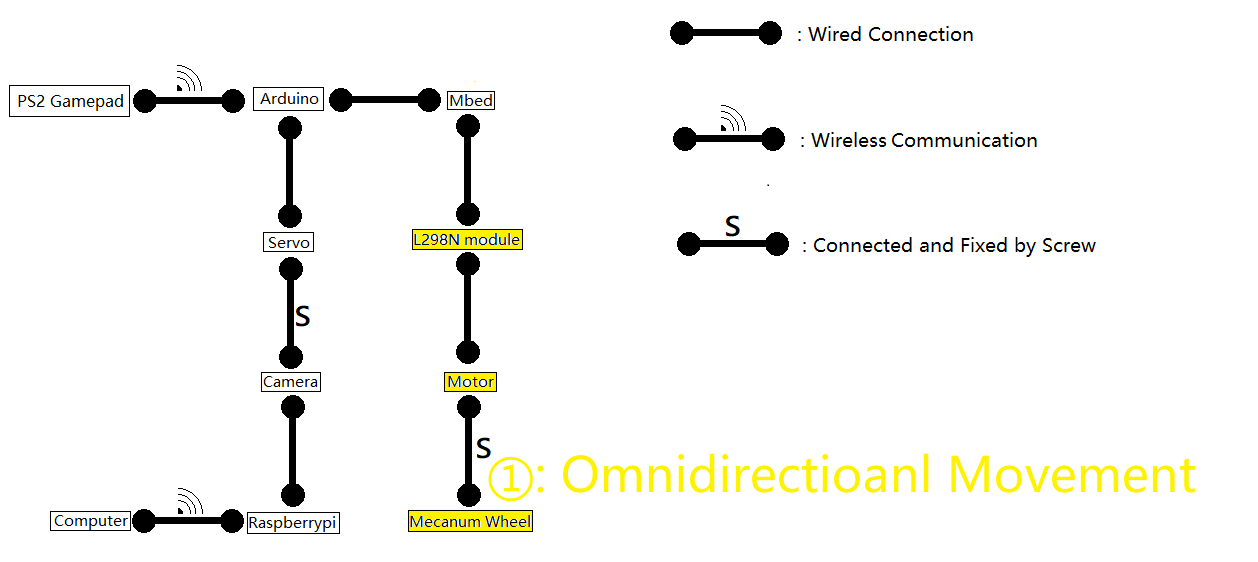 : Wired Connection
PS2 Gamepad
Arduino
Mbed
: Wireless Communication
S
: Connected and Fixed by Screw
Servo
L298N module
S
Camera
Motor
S
①: Omnidirectioanl Movement
Computer
Raspberrypi
Mecanum Wheel